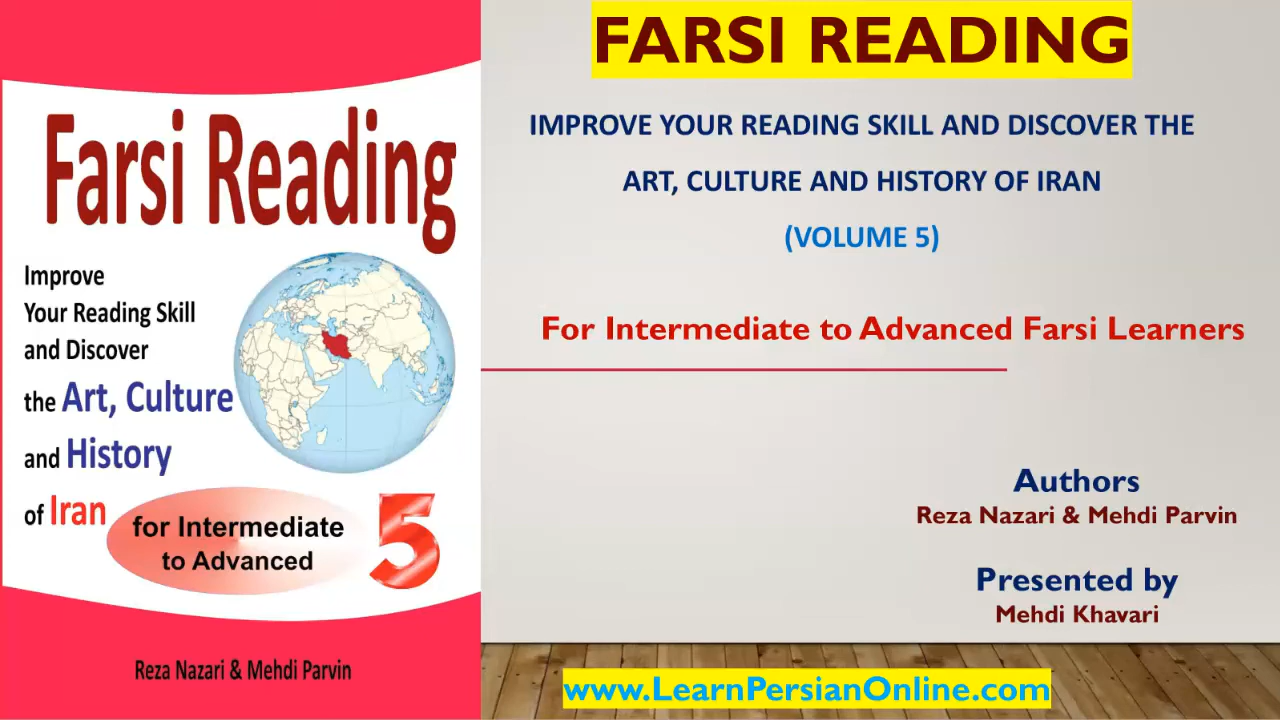 Farsi Reading
Improve
Your Reading Skill
and Discover
the Art, Culture
and History
of Iran
for Intermediate
to Advanced
5
Reza Nazari & Mehdi Parvin
FARSI READING
IMPROVE YOUR READING SKILL AND DISCOVER THE
ART, CULTURE AND HISTORY OF IRAN
(VOLUME 5)
For Intermediate to Advanced Farsi Learners
Authors
Reza Nazari & Mehdi Parvin
Presented by
Mehdi Khavari
www.LearnPersianOnline.com